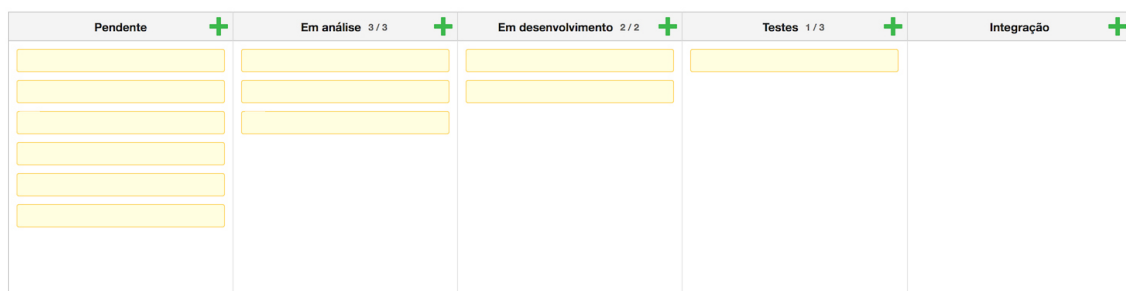 Pendente
Em análise 3 / 3
Em desenvolvimento 2 / 2
Testes 1 / 3
Integração